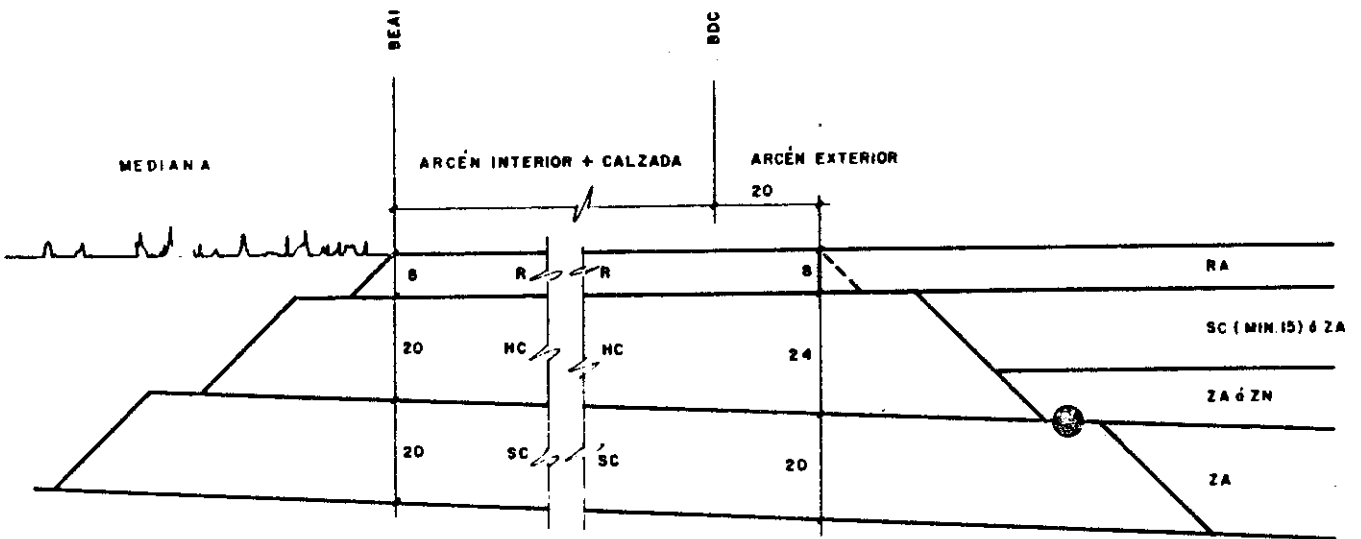 BEAI
BDC
MEDIANA
ARCÉN INTERIOR + CALZADA
ARCÉN EXTERIOR
20
8
R
R
8
RA
20
HC
HC
24
SC (MIN.15) ó ZA
ZA ó ZN
20
SC
SC
20
ZA